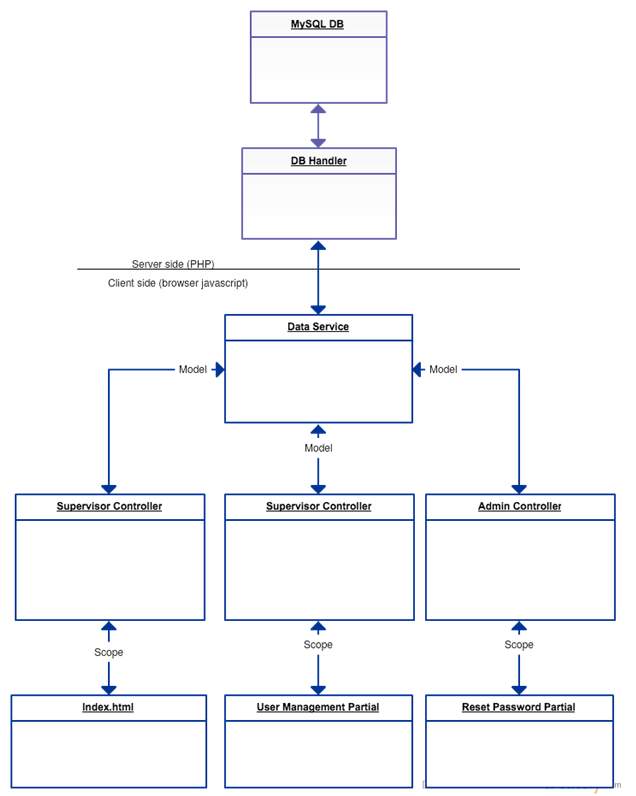 MySQL DB
DB Handler
Server side (PHP)
Client side (browser javascript)
Data Service
Model
Model
Model
Supervisor Controller
Supervisor Controller
Admin Controller
Scope
Scope
Scope
Index.html
User Management Partial
Reset Password Partial